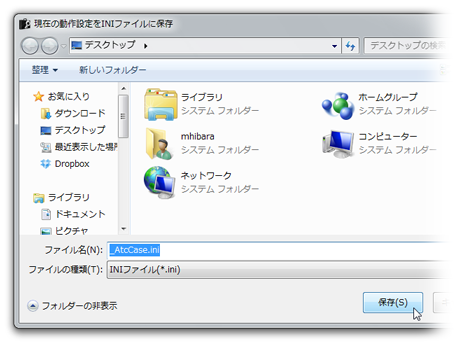 現在の動作設定をINIファイルに保存
デスクトップ
デスクトップの検
整理
新しいフォルダー
お気に入り
ダウンロード
デスクトップ
最近表示した場所
Dropbox
ライブラリ
ドキュメント
ピクチャ
ライブラリ
システム フォルダー
ホームグループ
システム フォルダー
mhibara
システム フォルダー
コンピューター
システム フォルダー
ネットワーク
システム フォルダー
ファイル名(N):
_AtcCase.ini
ファイルの種類(T):
INIファイル(*.ini)
フォルダーの非表示
保存(S)